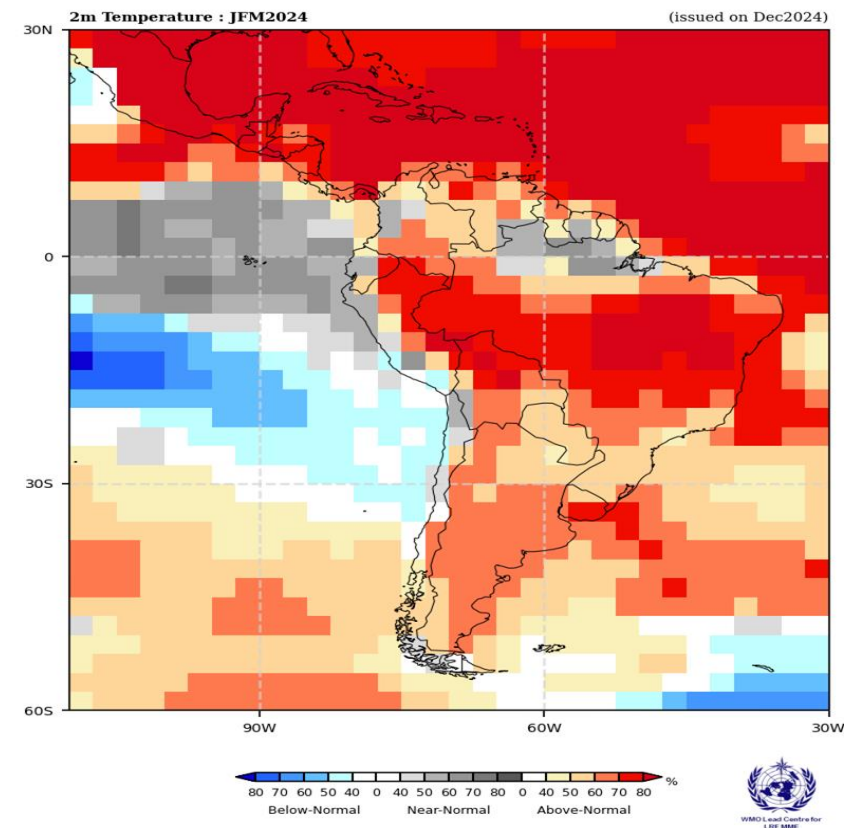 2m Temperature : JFM2024 (issued on Dec2024)
30N
0
30S
60S
90W 60W 30W
80 70 60 50 40 0 40 50 60 70 80 0 40 50 60 70 80 %
Below-Normal Near-Normal Above-Normal
WMO Lead Centre for
LRFMME